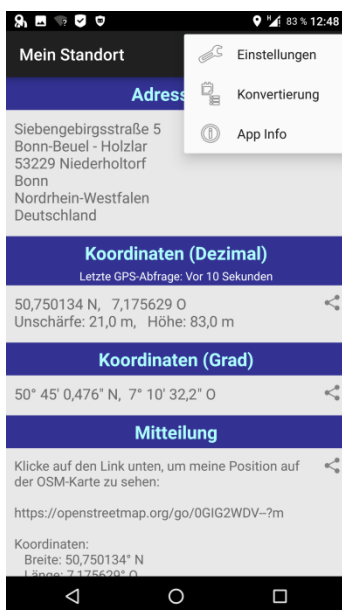 83 % 12:48
Mein Standort
Einstellungen
Konvertierung
App Info
Adress
Siebengebirgsstraße 5
Bonn-Beuel - Holzlar
53229 Niederholtorf
Bonn
Nordrhein-Westfalen
Deutschland
Koordinaten (Dezimal)
Letzte GPS-Abfrage: Vor 10 Sekunden
50,750134 N, 7,175629 O
Unschärfe: 21,0 m, Höhe: 83,0 m
Koordinaten (Grad)
50° 45' 0,476" N, 7° 10' 32,2" O
Mitteilung
Klicke auf den Link unten, um meine Position auf
der OSM-Karte zu sehen:
https://openstreetmap.org/go/0GIG2WDV--?m
Koordinaten:
Breite: 50,750134° N
Länge: 7,175629° O